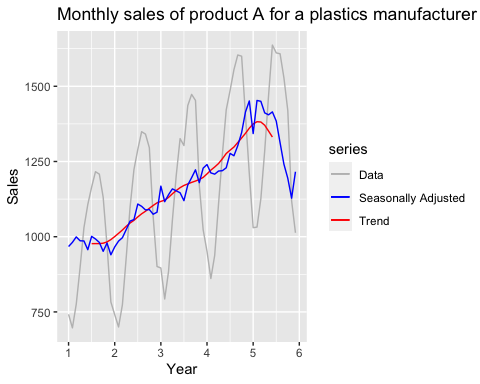 Monthly sales of product A for a plastics manufacturer
1500
1250
1000
750
Sales
1 2 3 4 5 6
Year
series
Data
Seasonally Adjusted
Trend